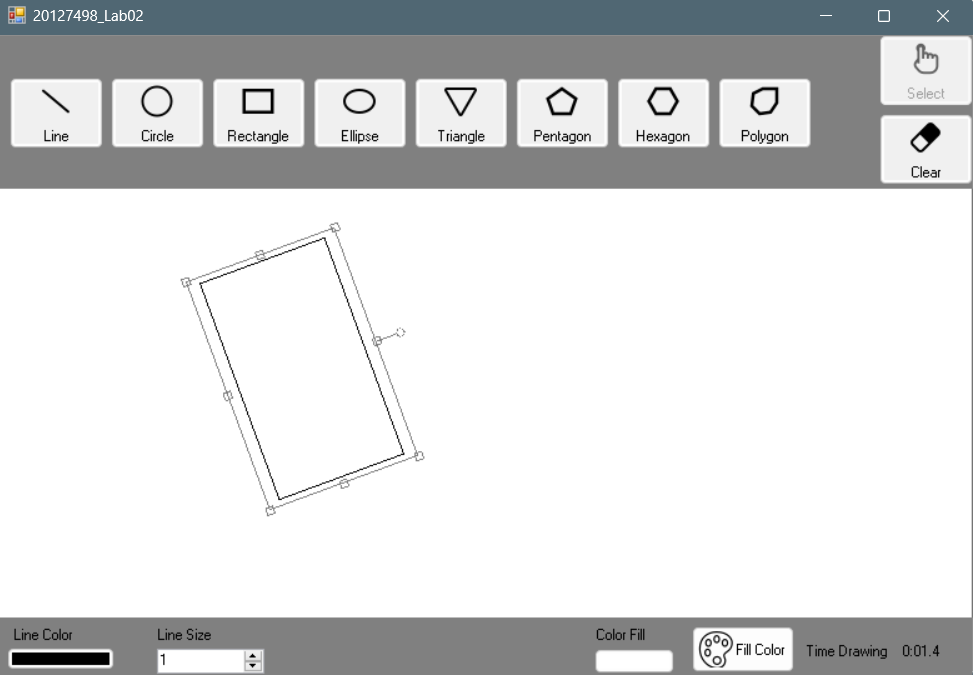 20127498_Lab02
Select
Line Circle Rectangle Ellipse Triangle Pentagon Hexagon Polygon
Clear
Line Color Line Size Color Fill
1 Fill Color Time Drawing 0:01.4